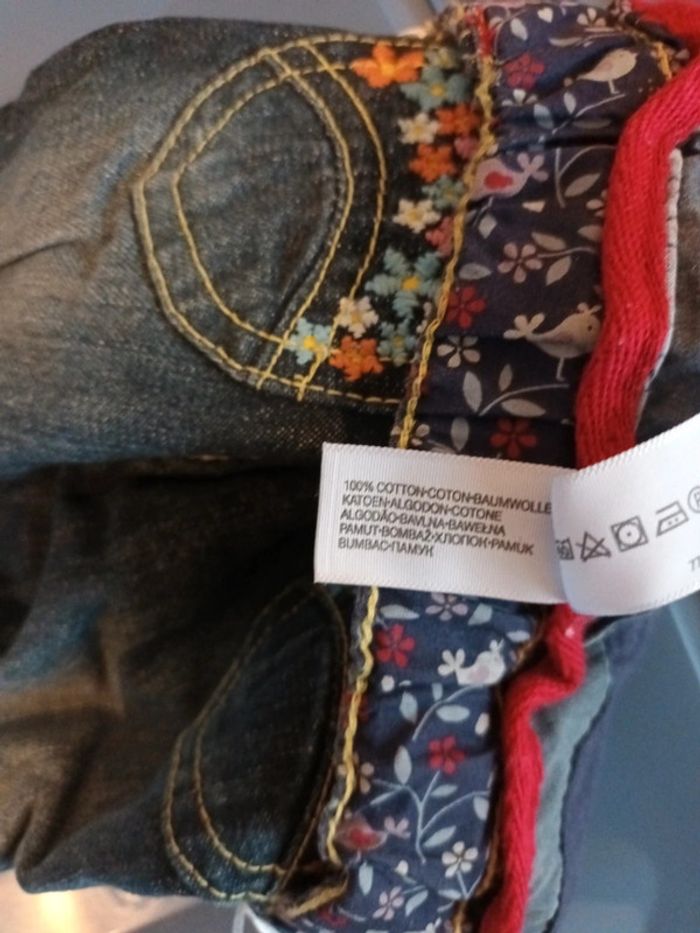 100% COTTON•COTON•BAUMWOLLE
KATOEN•ALGODON•COTONE
ALGODÃO•BAVLNA•BAWEŁNA
PAMUT•BOMBAŽ•ХЛОПОК•PAMUK
BUMBAC•ПАМУК